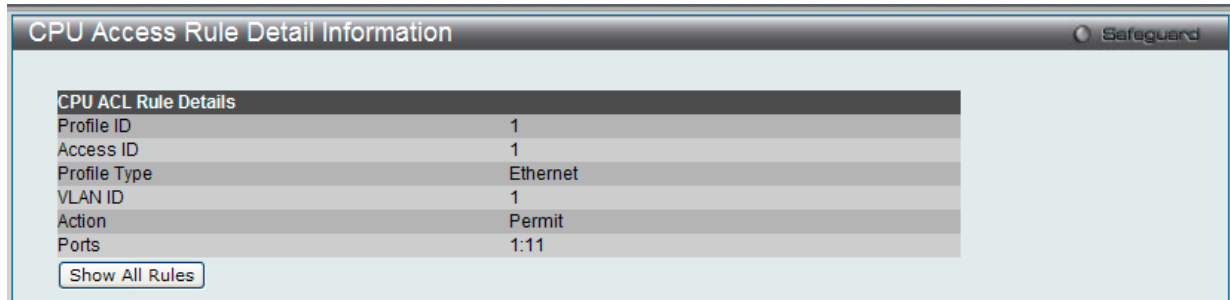 CPU Access Rule Detail Information
Safeguard
CPU ACL Rule Details
Profile ID 1
Access ID 1
Profile Type Ethernet
VLAN ID 1
Action Permit
Ports 1:11
Show All Rules